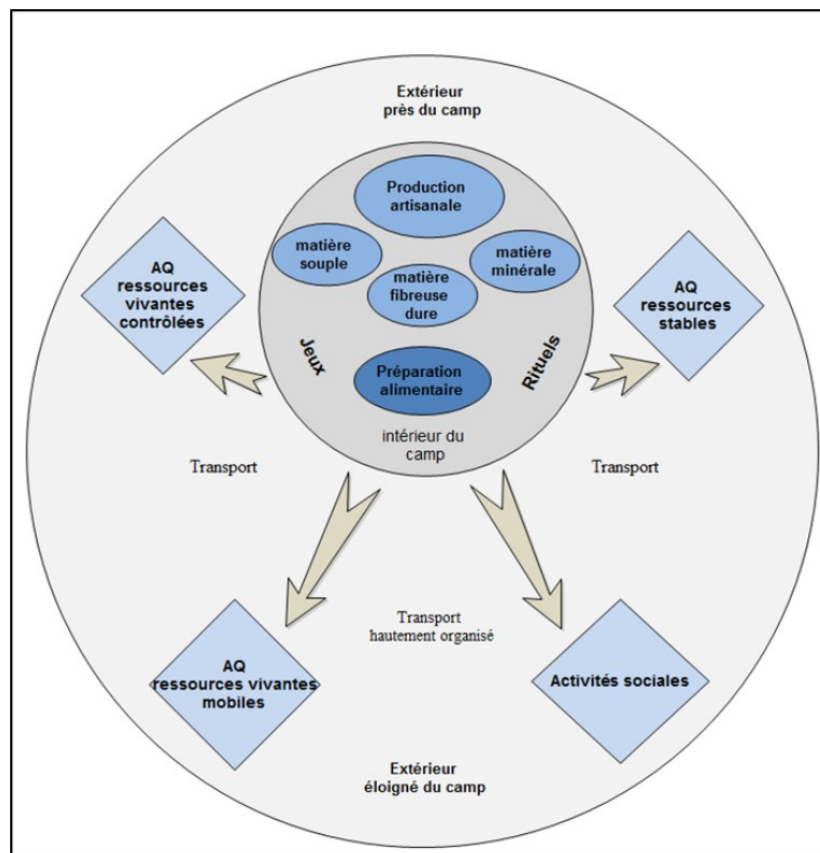 Extérieur
près du camp
Production
artisanale
matière
souple
matière
minérale
matière
fibreuse
dure
AQ
ressources
vivantes
contrôlées
AQ
ressources
stables
Jeux
Rituels
Préparation
alimentaire
intérieur du
camp
Transport
Transport
Transport
hautement organisé
AQ
ressources vivantes
mobiles
Activités sociales
Extérieur
éloigné du camp